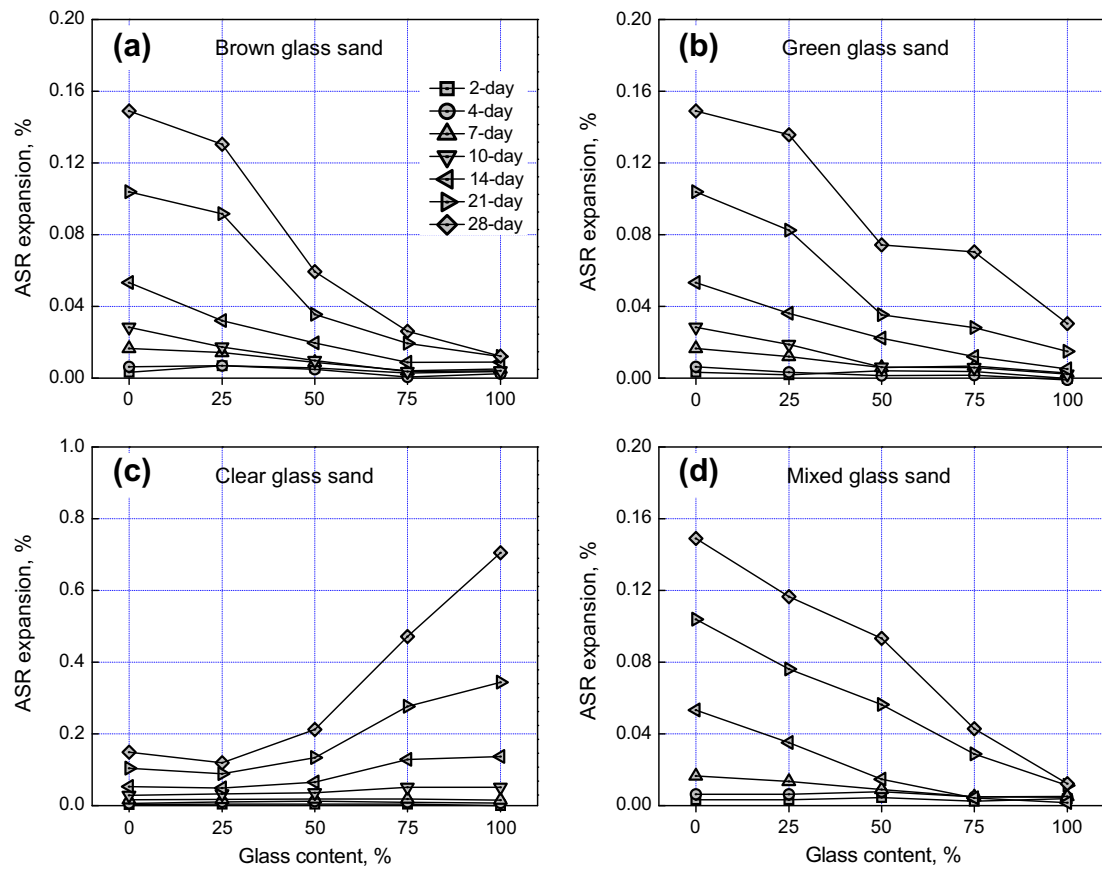 (a)
Brown glass sand
ASR expansion, %
0.20
0.16
0.12
0.08
0.04
0.00
2-day
4-day
7-day
10-day
14-day
21-day
28-day
0 25 50 75 100
(b)
Green glass sand
ASR expansion, %
0.20
0.16
0.12
0.08
0.04
0.00
0 25 50 75 100
(c)
Clear glass sand
ASR expansion, %
1.0
0.8
0.6
0.4
0.2
0.0
0 25 50 75 100
Glass content, %
(d)
Mixed glass sand
ASR expansion, %
0.20
0.16
0.12
0.08
0.04
0.00
0 25 50 75 100
Glass content, %